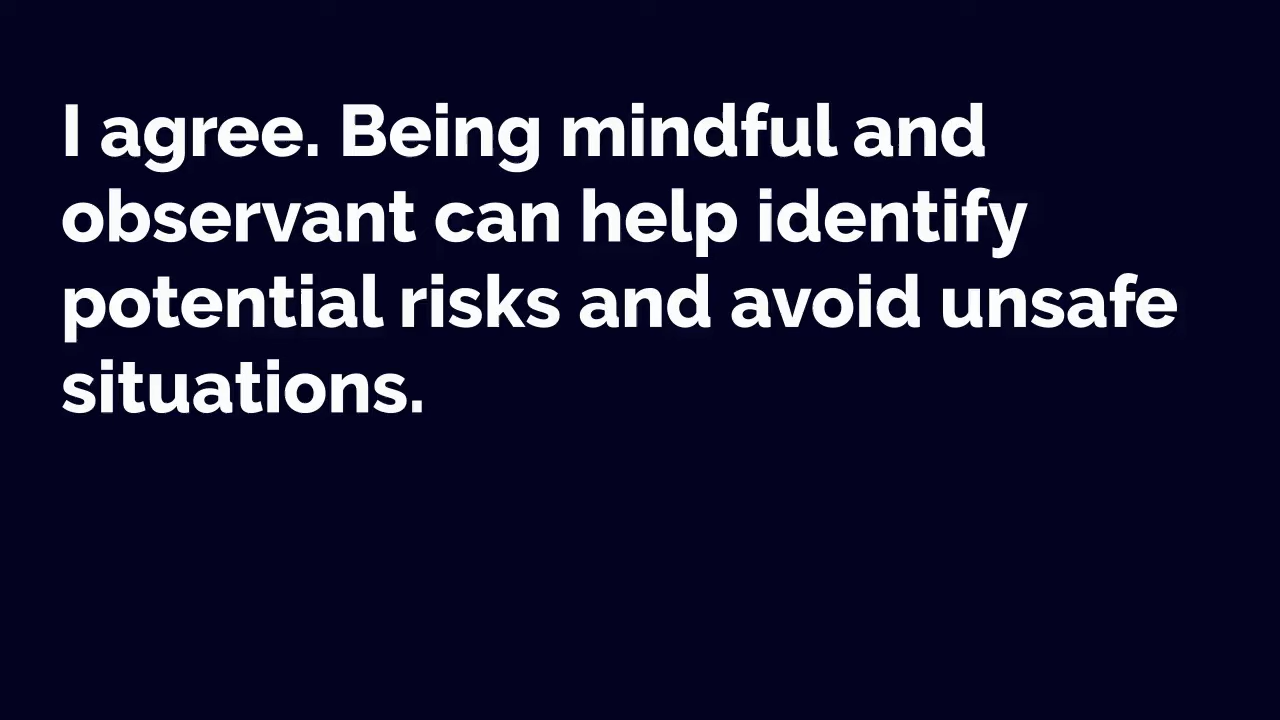 I agree. Being mindful and
observant can help identify
potential risks and avoid unsafe
situations.